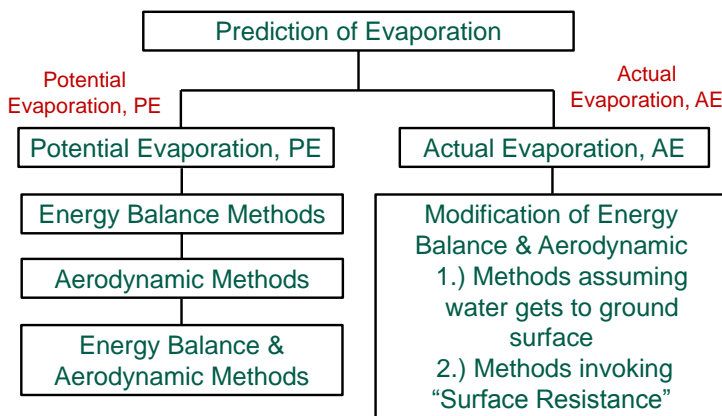 Prediction of Evaporation
Potential
Evaporation, PE
Actual
Evaporation, AE
Potential Evaporation, PE
Actual Evaporation, AE
Energy Balance Methods
Aerodynamic Methods
Energy Balance &
Aerodynamic Methods
Modification of Energy
Balance & Aerodynamic
1.) Methods assuming
water gets to ground
surface
2.) Methods invoking
“Surface Resistance”